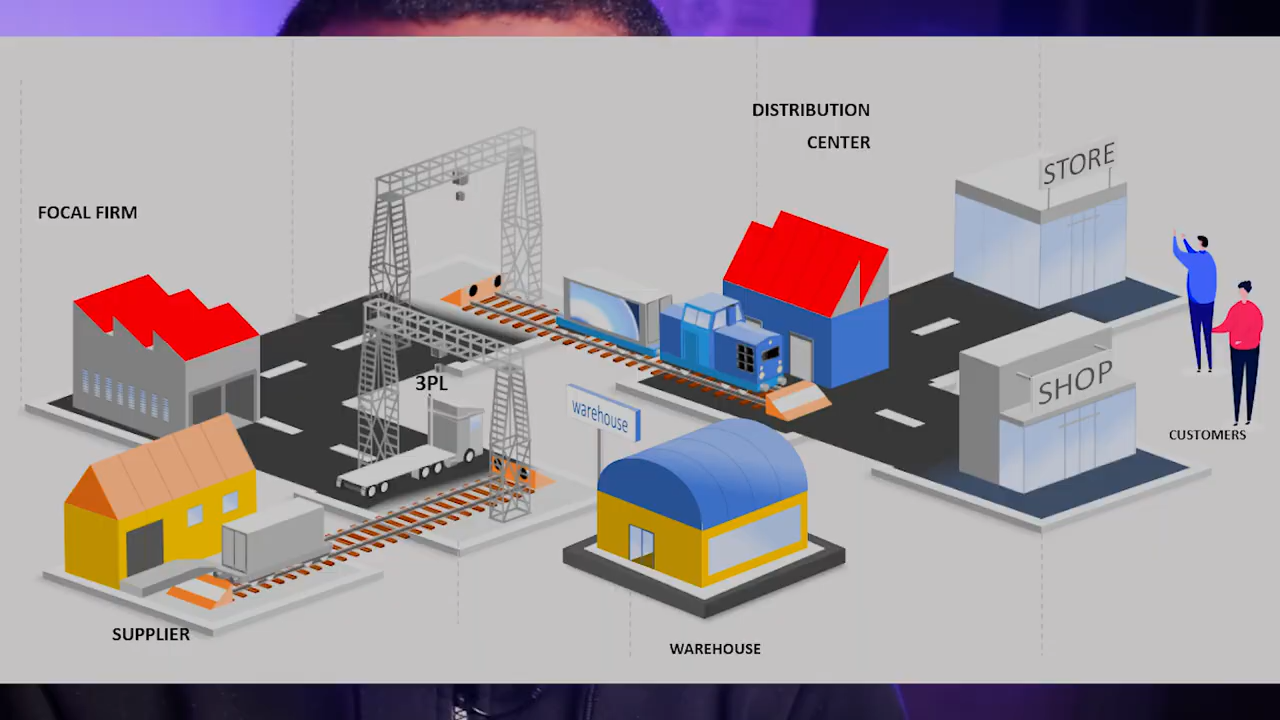 DISTRIBUTION
CENTER
STORE
FOCAL FIRM
3PL
SHOP
warehouse
CUSTOMERS
SUPPLIER
WAREHOUSE